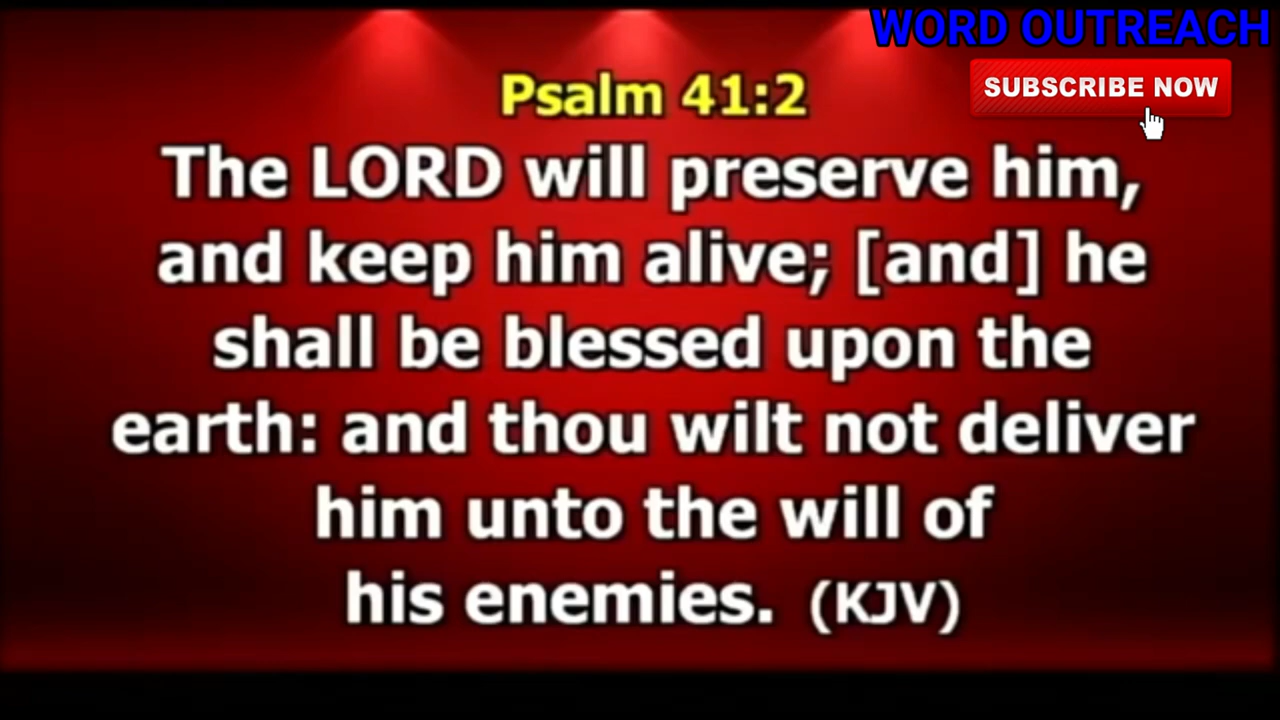 WORD OUTREACH
SUBSCRIBE NOW
Psalm 41:2
The LORD will preserve him,
and keep him alive; [and] he
shall be blessed upon the
earth: and thou wilt not deliver
him unto the will of
his enemies. (KJV)